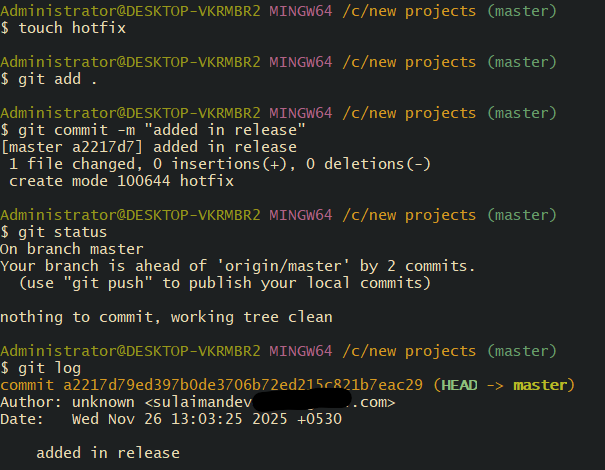 Administrator@DESKTOP-VKRMBR2 MINGW64 /c/new projects (master)
$ touch hotfix
Administrator@DESKTOP-VKRMBR2 MINGW64 /c/new projects (master)
$ git add .
Administrator@DESKTOP-VKRMBR2 MINGW64 /c/new projects (master)
$ git commit -m "added in release"
[master a2217d7] added in release
 1 file changed, 0 insertions(+), 0 deletions(-)
 create mode 100644 hotfix
Administrator@DESKTOP-VKRMBR2 MINGW64 /c/new projects (master)
$ git status
On branch master
Your branch is ahead of 'origin/master' by 2 commits.
  (use "git push" to publish your local commits)
nothing to commit, working tree clean
Administrator@DESKTOP-VKRMBR2 MINGW64 /c/new projects (master)
$ git log
commit a2217d79ed397b0de3706b72ed215c821b7eac29 (HEAD -> master)
Author: unknown <sulaimandev .com>
Date:   Wed Nov 26 13:03:25 2025 +0530
    added in release